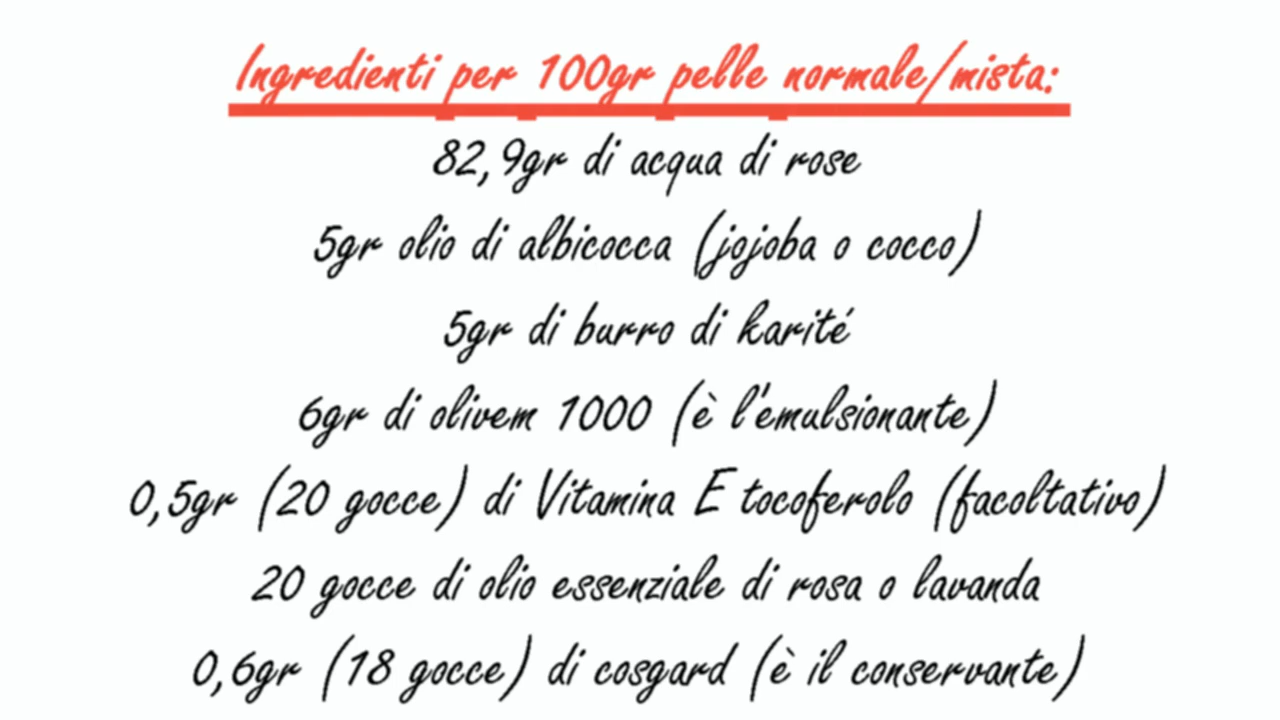 Ingredienti per 100gr pelle normale/mista:
82,9gr di acqua di rose
5gr olio di albicocca (jojoba o cocco)
5gr di burro di karité
6gr di olivem 1000 (è l'emulsionante)
0,5gr (20 gocce) di Vitamina E tocoferolo (facoltativo)
20 gocce di olio essenziale di rosa o lavanda
0,6gr (18 gocce) di cosgard (è il conservante)